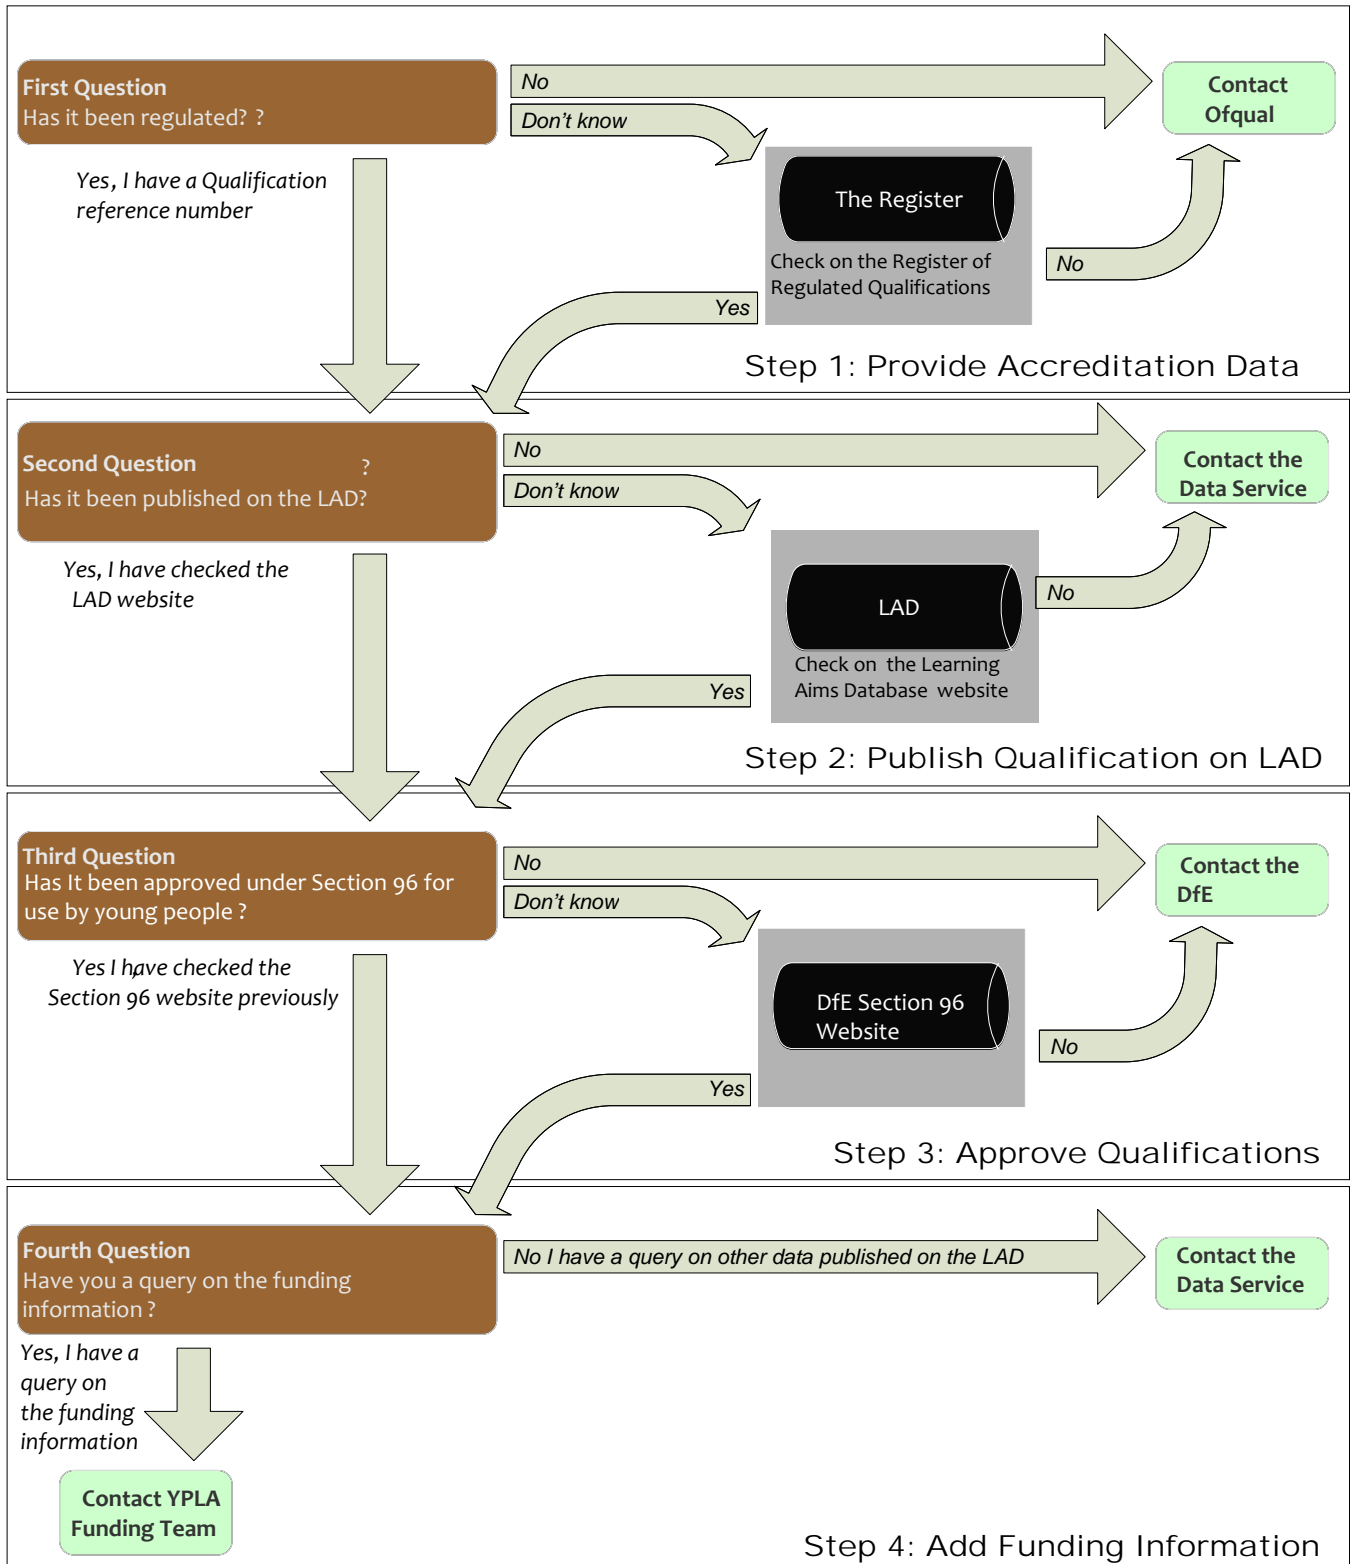 First Question
Has it been regulated? ?
No
Don't know
Contact
Ofqual
Yes, I have a Qualification
reference number
The Register
Check on the Register of
Regulated Qualifications
No
Yes
Step 1: Provide Accreditation Data
Second Question ?
Has it been published on the LAD?
No
Don't know
Contact the
Data Service
Yes, I have checked the
LAD website
LAD
Check on the Learning
Aims Database website
No
Yes
Step 2: Publish Qualification on LAD
Third Question
Has It been approved under Section 96 for
use by young people ?
No
Don't know
Contact the
DfE
Yes I have checked the
Section 96 website previously
,
DfE Section 96
Website
No
Yes
Step 3: Approve Qualifications
Fourth Question
Have you a query on the funding
information ?
No I have a query on other data published on the LAD
Contact the
Data Service
Yes, I have a
query on
the funding
information
Contact YPLA
Funding Team
Step 4: Add Funding Information